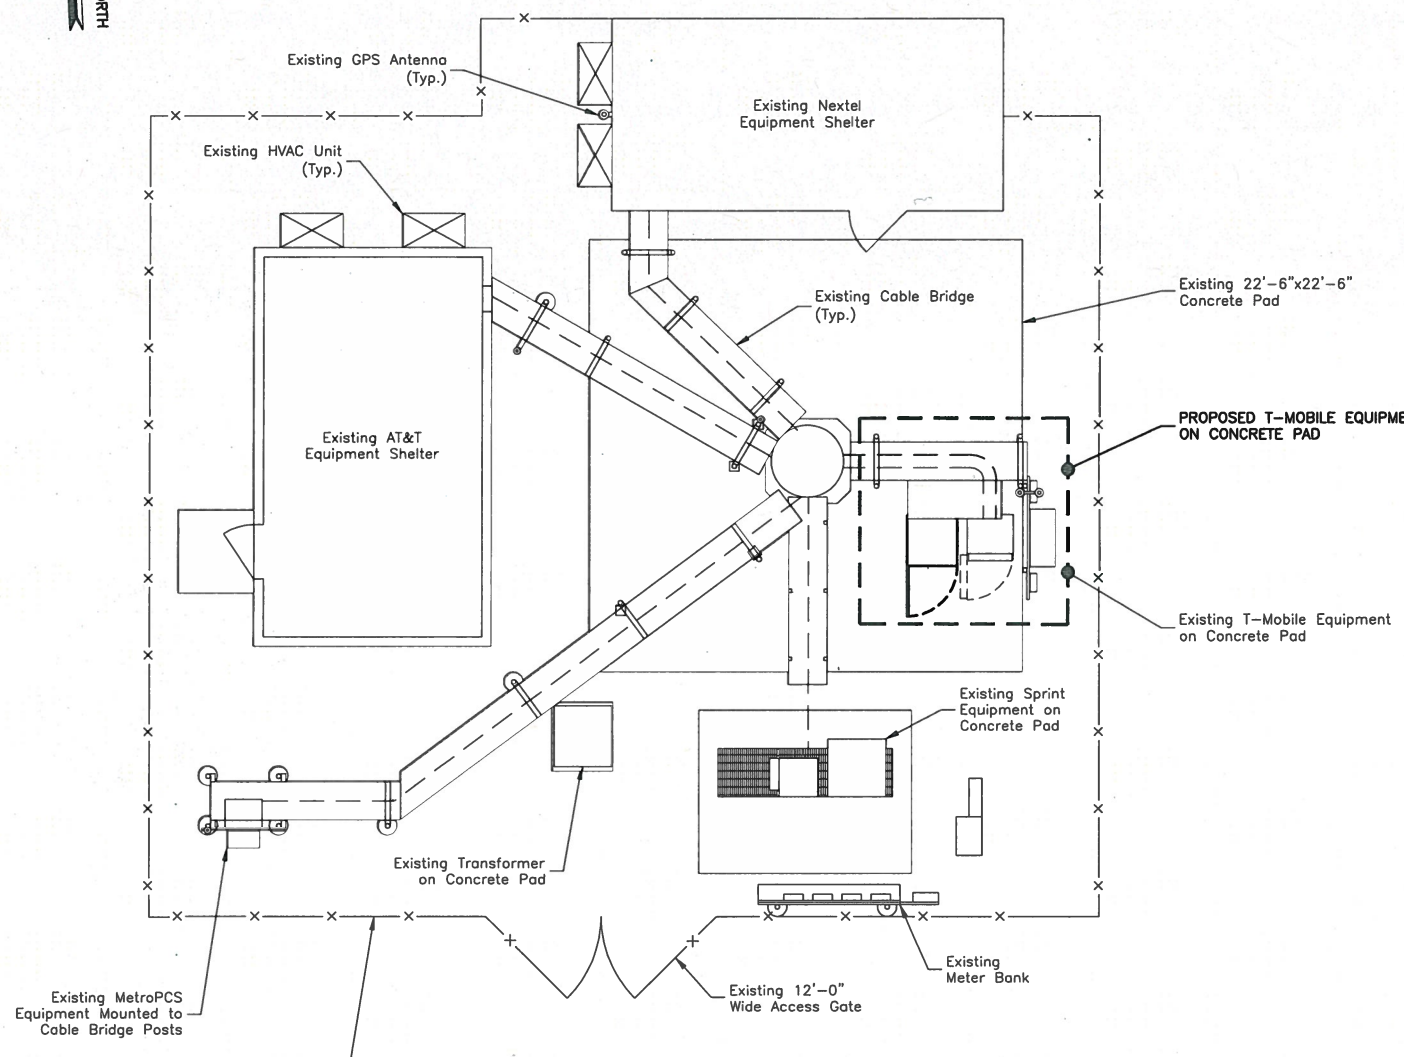 ORTH
Existing GPS Antenna
(Typ.)
Existing Nextel
Equipment Shelter
Existing HVAC Unit
(Typ.)
Existing Cable Bridge
(Typ.)
Existing 22'-6"x22'-6"
Concrete Pad
PROPOSED T-MOBILE EQUIPME
ON CONCRETE PAD
Existing AT&T
Equipment Shelter
Existing T-Mobile Equipment
on Concrete Pad
Existing Sprint
Equipment on
Concrete Pad
Existing Transformer
on Concrete Pad
Existing
Meter Bank
Existing 12'-0"
Wide Access Gate
Existing MetroPCS
Equipment Mounted to
Cable Bridge Posts